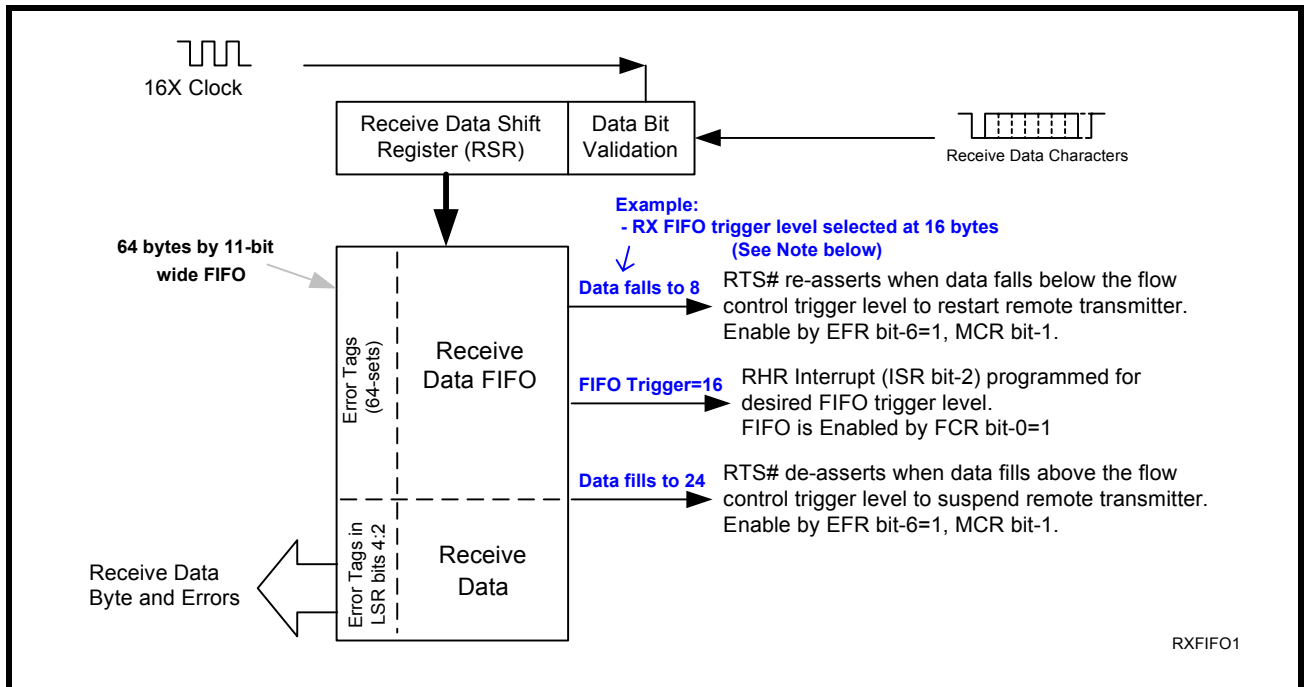 16X Clock
Receive Data Shift
Register (RSR)
Data Bit
Validation
Receive Data Characters
64 bytes by 11-bit
wide FIFO
Example:
- RX FIFO trigger level selected at 16 bytes
(See Note below)
Data falls to 8
RTS# re-asserts when data falls below the flow
control trigger level to restart remote transmitter.
Enable by EFR bit-6=1, MCR bit-1.
Error Tags
(64-sets)
Receive
Data FIFO
FIFO Trigger=16
RHR Interrupt (ISR bit-2) programmed for
desired FIFO trigger level.
FIFO is Enabled by FCR bit-0=1
Data fills to 24
RTS# de-asserts when data fills above the flow
control trigger level to suspend remote transmitter.
Enable by EFR bit-6=1, MCR bit-1.
Error Tags in
LSR bits 4:2
Receive
Data
Receive Data
Byte and Errors
RXFIFO1